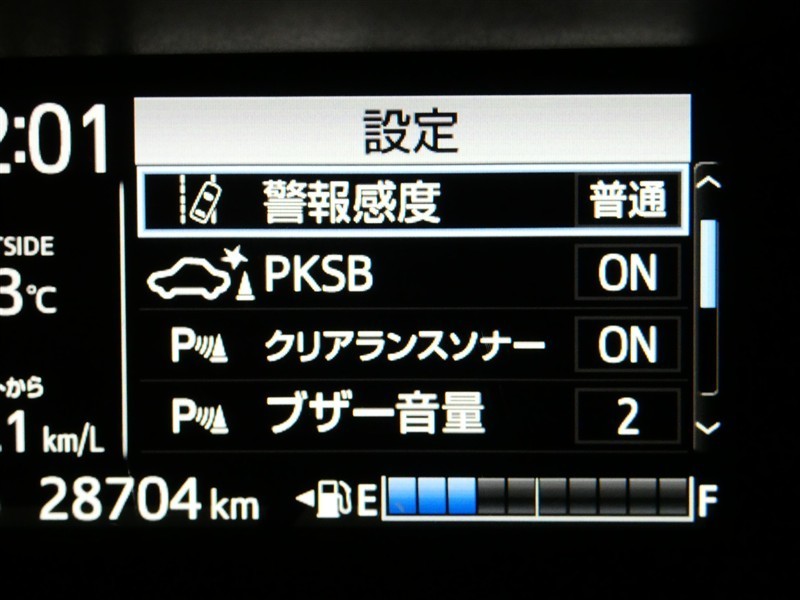 :01
設定
警報感度 普通
PKSB ON
TSIDE
3℃
P クリアランスソナー ON
トから
P ブザー音量 2
.1 km/L
28704 km E F